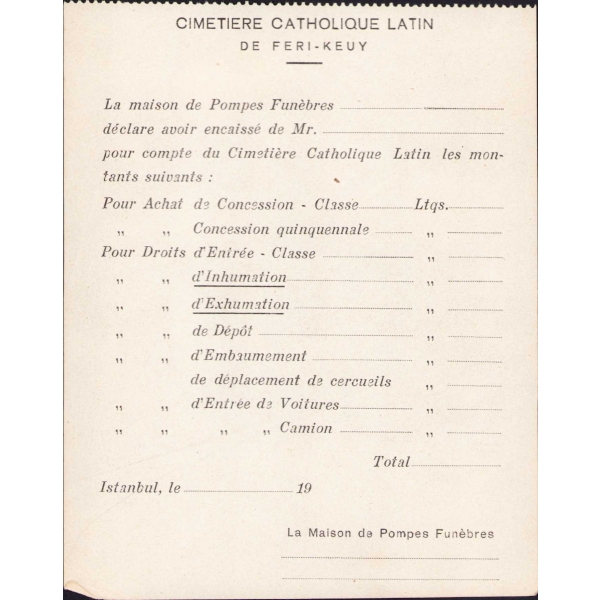 CIMETIERE CATHOLIQUE LATIN
DE FERI-KEUY
La maison de Pompes Funèbres
déclare avoir encaissé de Mr.
pour compte du Cimetière Catholique Latin les mon-
tants suivants :
Pour Achat de Concession - Classe Ltqs.
„ „ Concession quinquennale „
Pour Droits d'Entrée - Classe „
„ „ d'Inhumation „
„ „ d'Exhumation „
„ „ de Dépôt „
„ „ d'Embaumement „
de déplacement de cercueils „
„ „ d'Entrée de Voitures „
„ „ „ „ Camion „
Total
Istanbul, le 19
La Maison de Pompes Funèbres